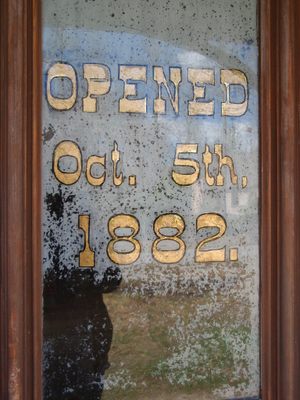 OPENED
Oct. 5th,
1882.